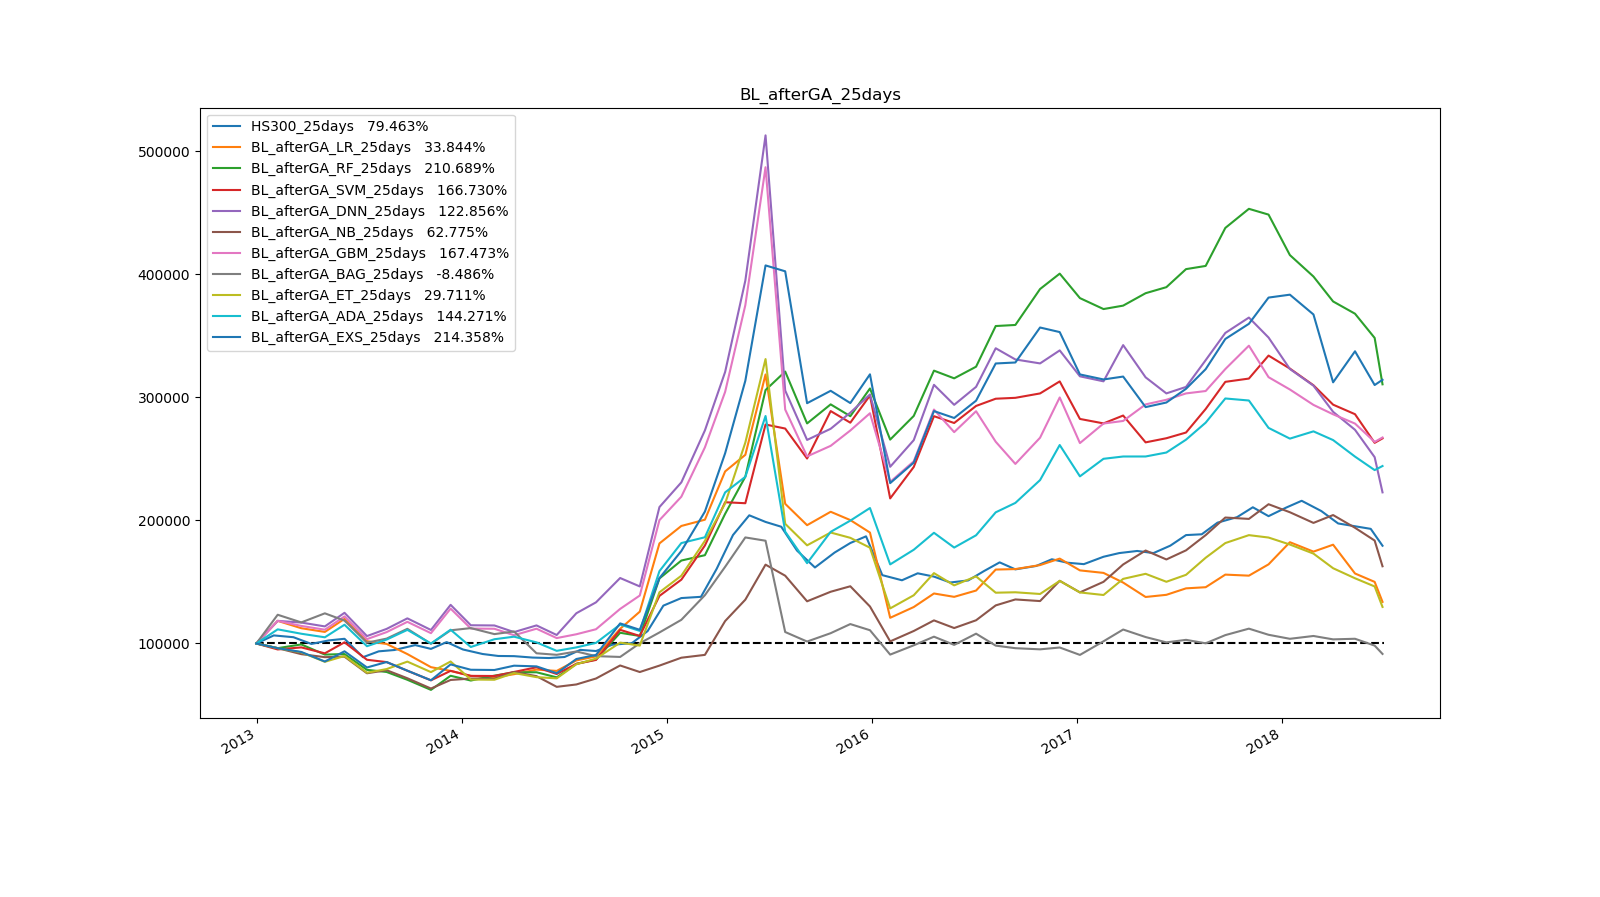 BL_afterGA_25days
HS300_25days 79.463%
BL_afterGA_LR_25days 33.844%
BL_afterGA_RF_25days 210.689%
BL_afterGA_SVM_25days 166.730%
BL_afterGA_DNN_25days 122.856%
BL_afterGA_NB_25days 62.775%
BL_afterGA_GBM_25days 167.473%
BL_afterGA_BAG_25days -8.486%
BL_afterGA_ET_25days 29.711%
BL_afterGA_ADA_25days 144.271%
BL_afterGA_EXS_25days 214.358%
500000
400000
300000
200000
100000
2013 2014 2015 2016 2017 2018